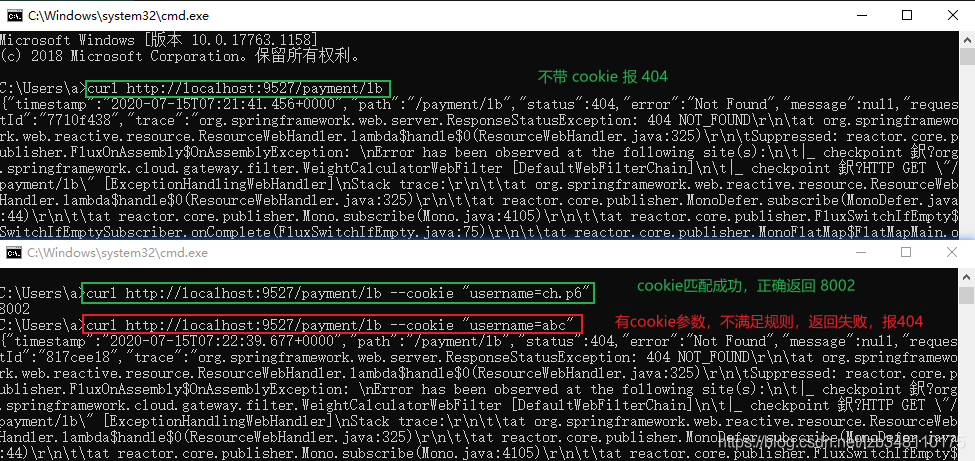 C:\Windows\system32\cmd.exe
Microsoft Windows [版本 10.0.17763.1158]
(c) 2018 Microsoft Corporation。保留所有权利。
不带 cookie 报 404
C:\Users\a>curl http://localhost:9527/payment/lb
{"timestamp":"2020-07-15T07:21:41.456+0000","path":"/payment/lb","status":404,"error":"Not Found","message":null,"reques
tId":"7710f438","trace":"org.springframework.web.server.ResponseStatusException: 404 NOT_FOUND\r\n\tat org.springframewo
rk.web.reactive.resource.ResourceWebHandler.lambda$handle$0(ResourceWebHandler.java:325)\r\n\tSuppressed: reactor.core.p
ublisher.FluxOnAssembly$OnAssemblyException: \nError has been observed at the following site(s):\n\t|_ checkpoint 鈬?org
.springframework.cloud.gateway.filter.WeightCalculatorWebFilter [DefaultWebFilterChain]\n\t|_ checkpoint 鈬?HTTP GET \"/
payment/lb\" [ExceptionHandlingWebHandler]\nStack trace:\r\n\t\tat org.springframework.web.reactive.resource.ResourceWeb
Handler.lambda$handle$0(ResourceWebHandler.java:325)\r\n\t\tat reactor.core.publisher.MonoDefer.subscribe(MonoDefer.java
:44)\r\n\t\tat reactor.core.publisher.Mono.subscribe(Mono.java:4105)\r\n\t\tat reactor.core.publisher.FluxSwitchIfEmpty$
SwitchIfEmptySubscriber.onComplete(FluxSwitchIfEmpty.java:75)\r\n\t\tat reactor.core.publisher.MonoFlatMap$FlatMapMain.o
C:\Windows\system32\cmd.exe
C:\Users\a>curl http://localhost:9527/payment/lb --cookie "username=ch.p6"
cookie匹配成功，正确返回 8002
8002
C:\Users\a>curl http://localhost:9527/payment/lb --cookie "username=abc"
有cookie参数，不满足规则，返回失败，报404
{"timestamp":"2020-07-15T07:22:39.677+0000","path":"/payment/lb","status":404,"error":"Not Found","message":null,"reques
tId":"817cee18","trace":"org.springframework.web.server.ResponseStatusException: 404 NOT_FOUND\r\n\tat org.springframewo
rk.web.reactive.resource.ResourceWebHandler.lambda$handle$0(ResourceWebHandler.java:325)\r\n\tSuppressed: reactor.core.p
ublisher.FluxOnAssembly$OnAssemblyException: \nError has been observed at the following site(s):\n\t|_ checkpoint 鈬?org
.springframework.cloud.gateway.filter.WeightCalculatorWebFilter [DefaultWebFilterChain]\n\t|_ checkpoint 鈬?HTTP GET \"/
payment/lb\" [ExceptionHandlingWebHandler]\nStack trace:\r\n\t\tat org.springframework.web.reactive.resource.ResourceWeb
Handler.lambda$handle$0(ResourceWebHandler.java:325)\r\n\t\tat reactor.core.publisher.MonoDefer.subscribe(MonoDefer.java
:44)\r\n\t\tat reactor.core.publisher.Mono.subscribe(Mono.java:4105)\r\n\t\tat reactor.core.publisher.FluxSwitchIfEmpty$